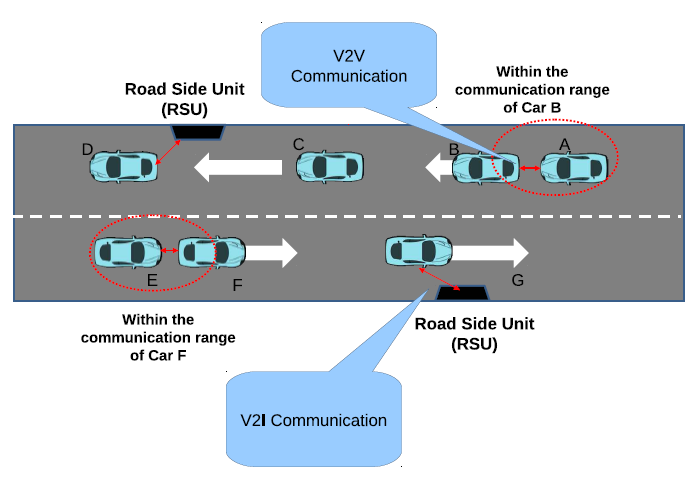 V2V
Communication
Within the
communication range
of Car B
Road Side Unit
(RSU)
D
C
B
A
E
F
G
Within the
communication range
of Car F
Road Side Unit
(RSU)
V2I Communication